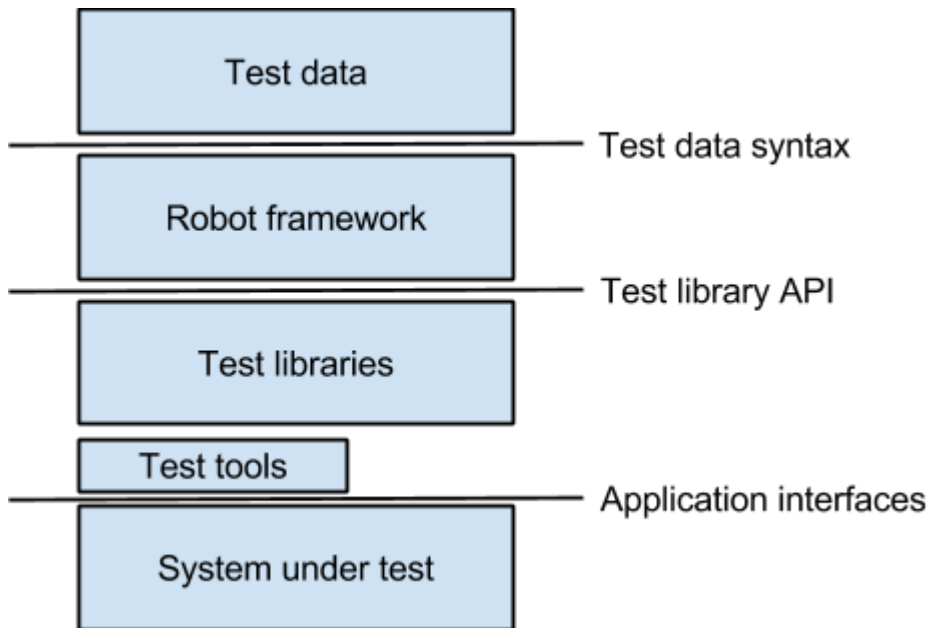 Test data
Test data syntax
Robot framework
Test library API
Test libraries
Test tools
Application interfaces
System under test